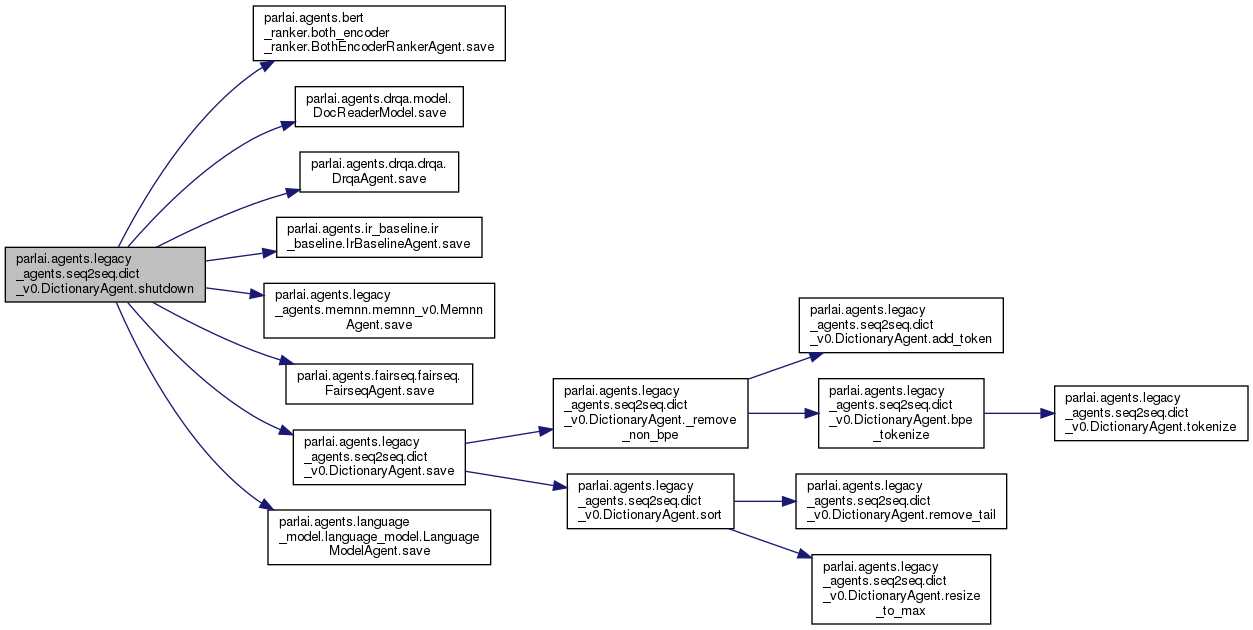 parlai.agents.bert
_ranker.both_encoder
_ranker.BothEncoderRankerAgent.save
parlai.agents.drqa.model.
DocReaderModel.save
parlai.agents.drqa.drqa.
DrqaAgent.save
parlai.agents.ir_baseline.ir
_baseline.IrBaselineAgent.save
parlai.agents.legacy
_agents.seq2seq.dict
_v0.DictionaryAgent.shutdown
parlai.agents.legacy
_agents.memnn.memnn_v0.Memnn
Agent.save
parlai.agents.fairseq.fairseq.
FairseqAgent.save
parlai.agents.legacy
_agents.seq2seq.dict
_v0.DictionaryAgent.save
parlai.agents.language
_model.language_model.Language
ModelAgent.save
parlai.agents.legacy
_agents.seq2seq.dict
_v0.DictionaryAgent._remove
_non_bpe
parlai.agents.legacy
_agents.seq2seq.dict
_v0.DictionaryAgent.sort
parlai.agents.legacy
_agents.seq2seq.dict
_v0.DictionaryAgent.add_token
parlai.agents.legacy
_agents.seq2seq.dict
_v0.DictionaryAgent.bpe
_tokenize
parlai.agents.legacy
_agents.seq2seq.dict
_v0.DictionaryAgent.tokenize
parlai.agents.legacy
_agents.seq2seq.dict
_v0.DictionaryAgent.remove_tail
parlai.agents.legacy
_agents.seq2seq.dict
_v0.DictionaryAgent.resize
_to_max